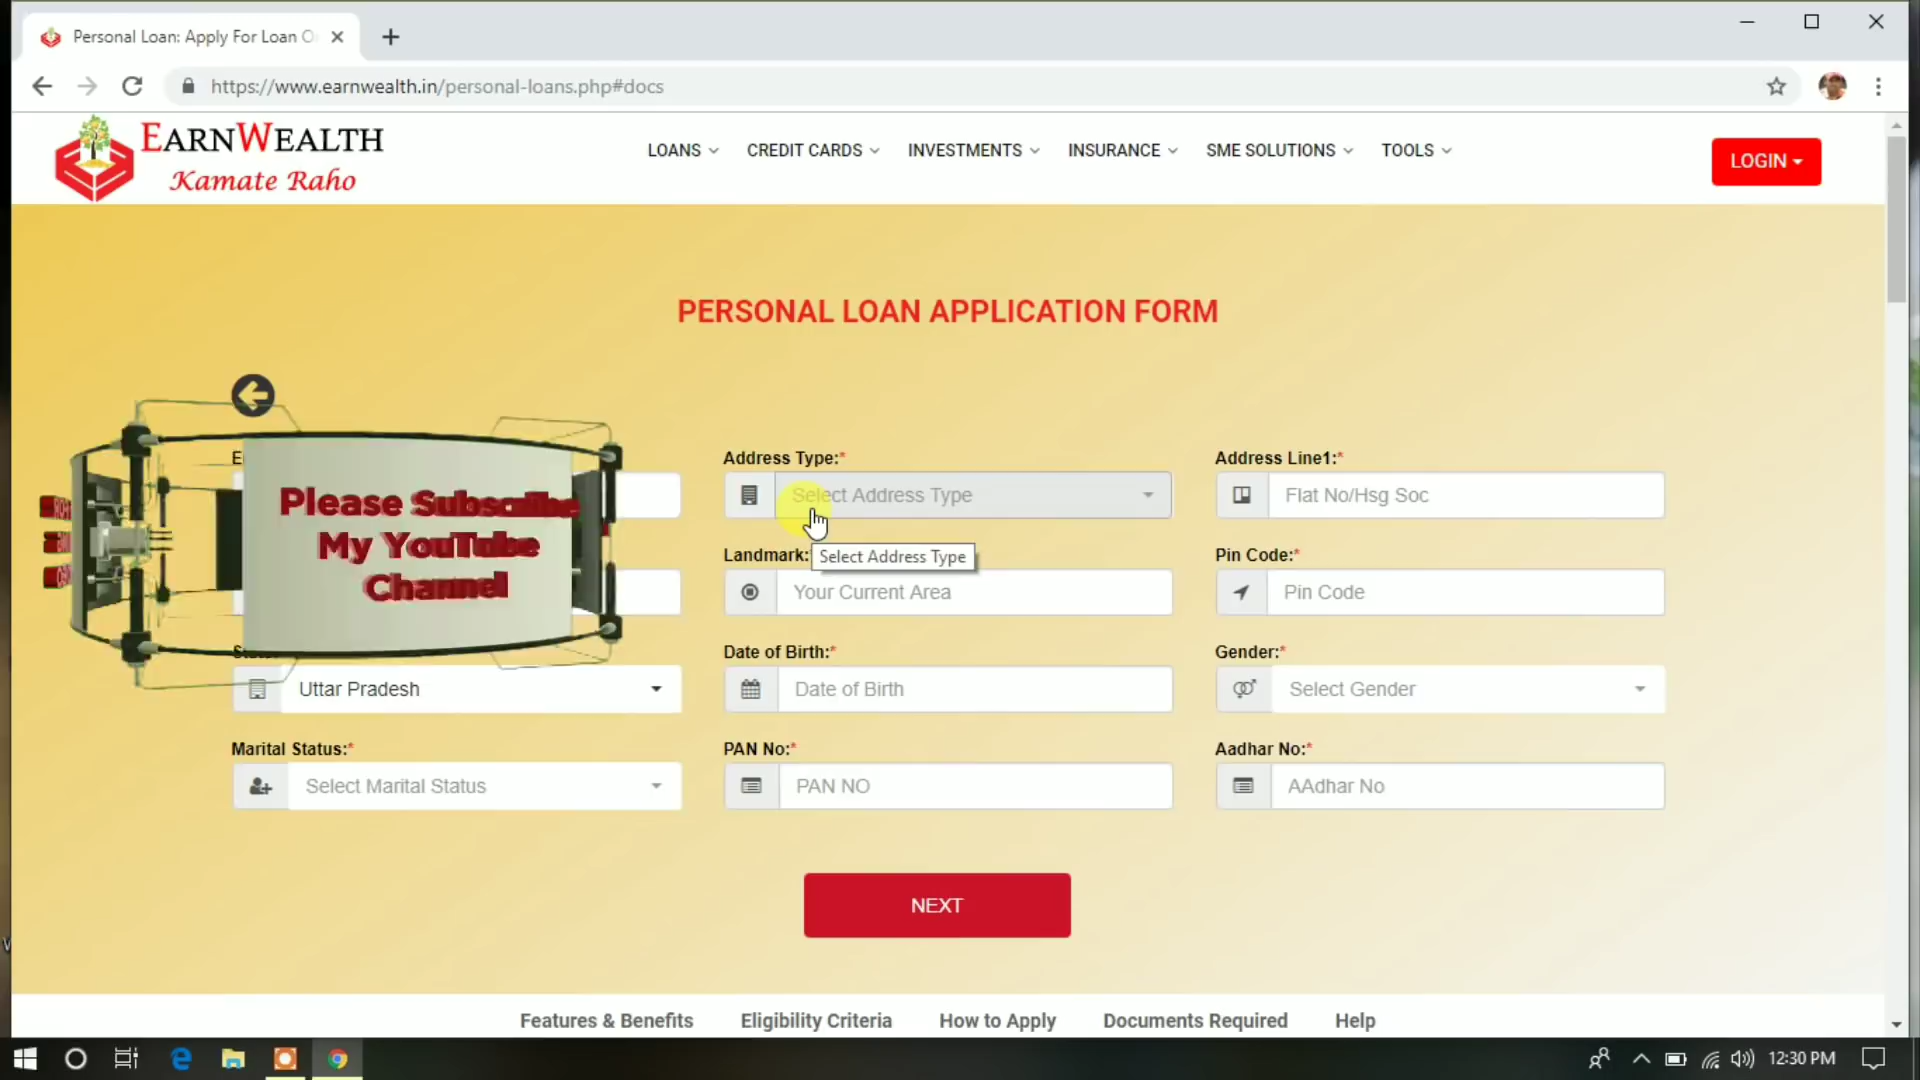 Personal Loan: Apply For Loan O
https://www.earnwealth.in/personal-loans.php#docs
EARNWEALTH
Kamate Raho
LOANS
CREDIT CARDS
INVESTMENTS
INSURANCE
SME SOLUTIONS
TOOLS
LOGIN
PERSONAL LOAN APPLICATION FORM
Please Subscribe
My YouTube
Channel
Address Type:*
Select Address Type
Address Line1:*
Flat No/Hsg Soc
Landmark:
Select Address Type
Your Current Area
Pin Code:*
Pin Code
Uttar Pradesh
Date of Birth:*
Date of Birth
Gender:*
Select Gender
Marital Status:*
Select Marital Status
PAN No:*
PAN NO
Aadhar No:*
AAdhar No
NEXT
Features & Benefits
Eligibility Criteria
How to Apply
Documents Required
Help
12:30 PM